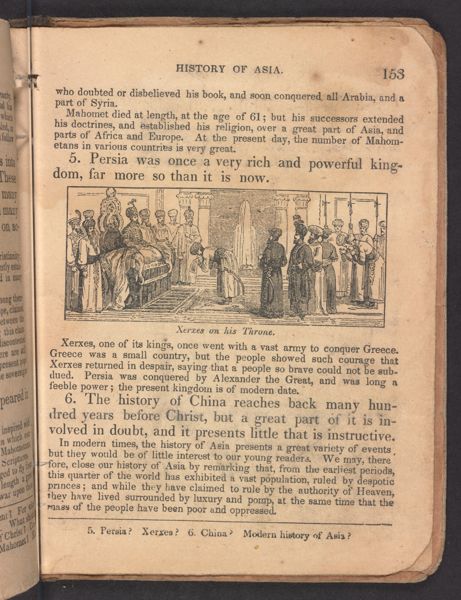 HISTORY OF ASIA.
153
who doubted or disbelieved his book, and soon conquered all Arabia, and a
part of Syria.
Mahomet died at length, at the age of 61; but his successors extended
his doctrines, and established his religion, over a great part of Asia, and
parts of Africa and Europe. At the present day, the number of Mahom-
etans in various countries is very great.
5. Persia was once a very rich and powerful king-
dom, far more so than it is now.
Xerxes on his Throne.
Xerxes, one of its kings, once went with a vast army to conquer Greece.
Greece was a small country, but the people showed such courage that
Xerxes returned in despair, saying that a people so brave could not be sub-
dued. Persia was conquered by Alexander the Great, and was long a
feeble power; the present kingdom is of modern date.
6. The history of China reaches back many hun-
dred years before Christ, but a great part of it is in-
volved in doubt, and it presents little that is instructive.
In modern times, the history of Asia presents a great variety of events
but they would be of little interest to our young readers. We may, there
fore, close our history of Asia by remarking that, from the earliest periods,
this quarter of the world has exhibited a vast population, ruled by despotic
princes; and while they have claimed to rule by the authority of Heaven,
they have lived surrounded by luxury and pomp, at the same time that the
mass of the people have been poor and oppressed.
5. Persia? Xerxes? 6. China? Modern history of Asia?